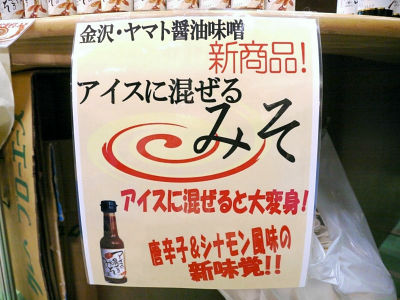 金沢・ヤマト醬油味噌
新商品!
アイスに混ぜる
みそ
アイスに混ぜると大変身!
唐辛子&シナモン風味の
新味覚!!